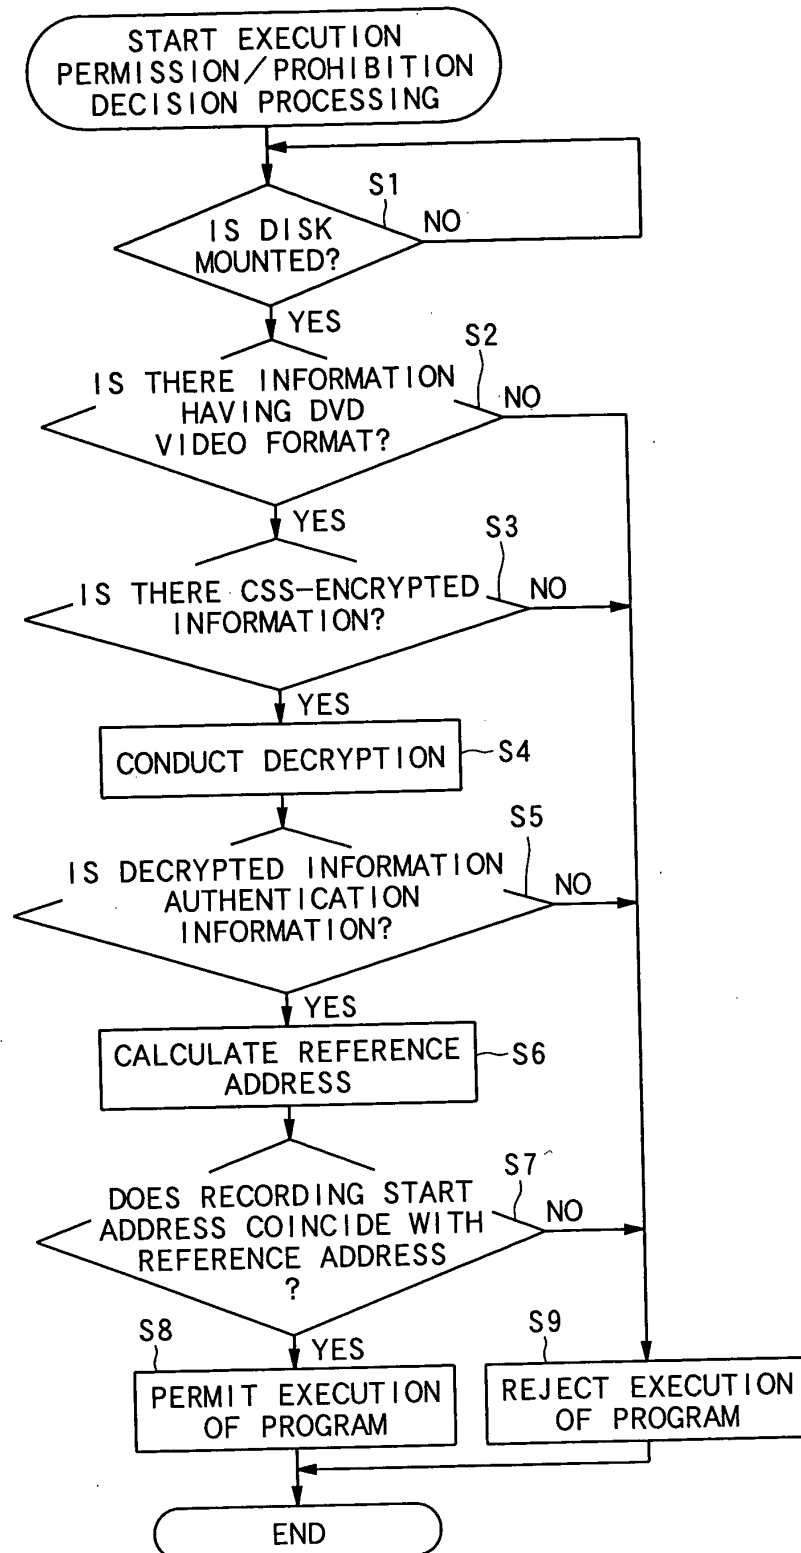 START EXECUTION
PERMISSION/PROHIBITION
DECISION PROCESSING
S1
IS DISK
MOUNTED?
NO
YES
S2
IS THERE INFORMATION
HAVING DVD
VIDEO FORMAT?
NO
YES
S3
IS THERE CSS-ENCRYPTED
INFORMATION?
NO
YES
CONDUCT DECRYPTION
S4
S5
IS DECRYPTED INFORMATION
AUTHENTICATION
INFORMATION?
NO
YES
CALCULATE REFERENCE
ADDRESS
S6
S7
DOES RECORDING START
ADDRESS COINCIDE WITH
REFERENCE ADDRESS
?
NO
YES
S8
PERMIT EXECUTION
OF PROGRAM
S9
REJECT EXECUTION
OF PROGRAM
END